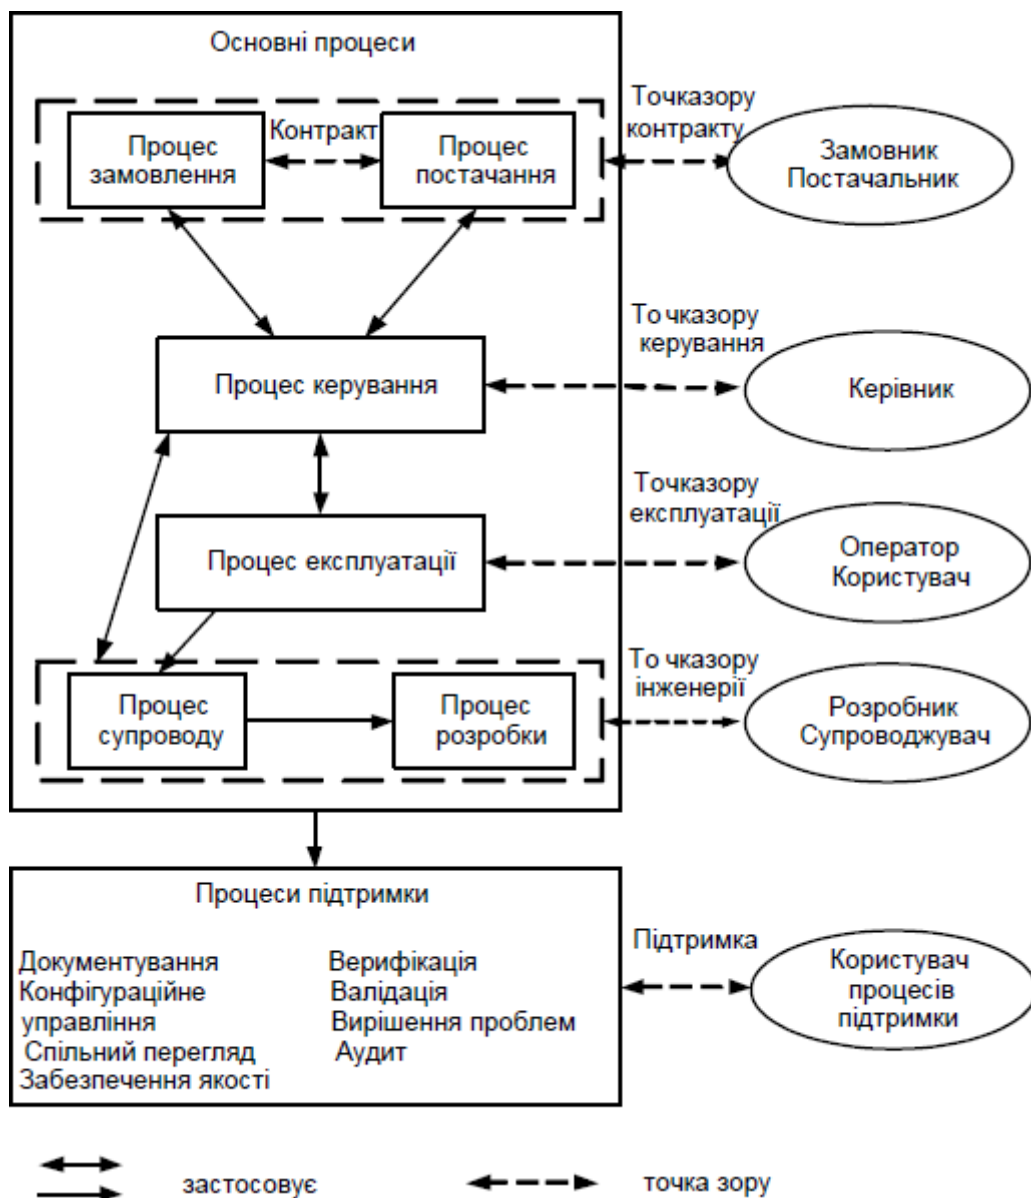 Основні процеси
Точказору
контракту
Процес
замовлення
Контракт
Процес
постачання
Замовник
Постачальник
То чказору
керування
Процес керування
Керівник
Точказору
експлуатації
Процес експлуатації
Оператор
Користувач
То чказору
інженерії
Процес
супроводу
Процес
розробки
Розробник
Супроводжувач
Процеси підтримки
Документування
Конфігураційне
управління
Спільний перегляд
Забезпечення якості
Верифікація
Валідація
Вирішення проблем
Аудит
Підтримка
Користувач
процесів
підтримки
застосовує
точка зору